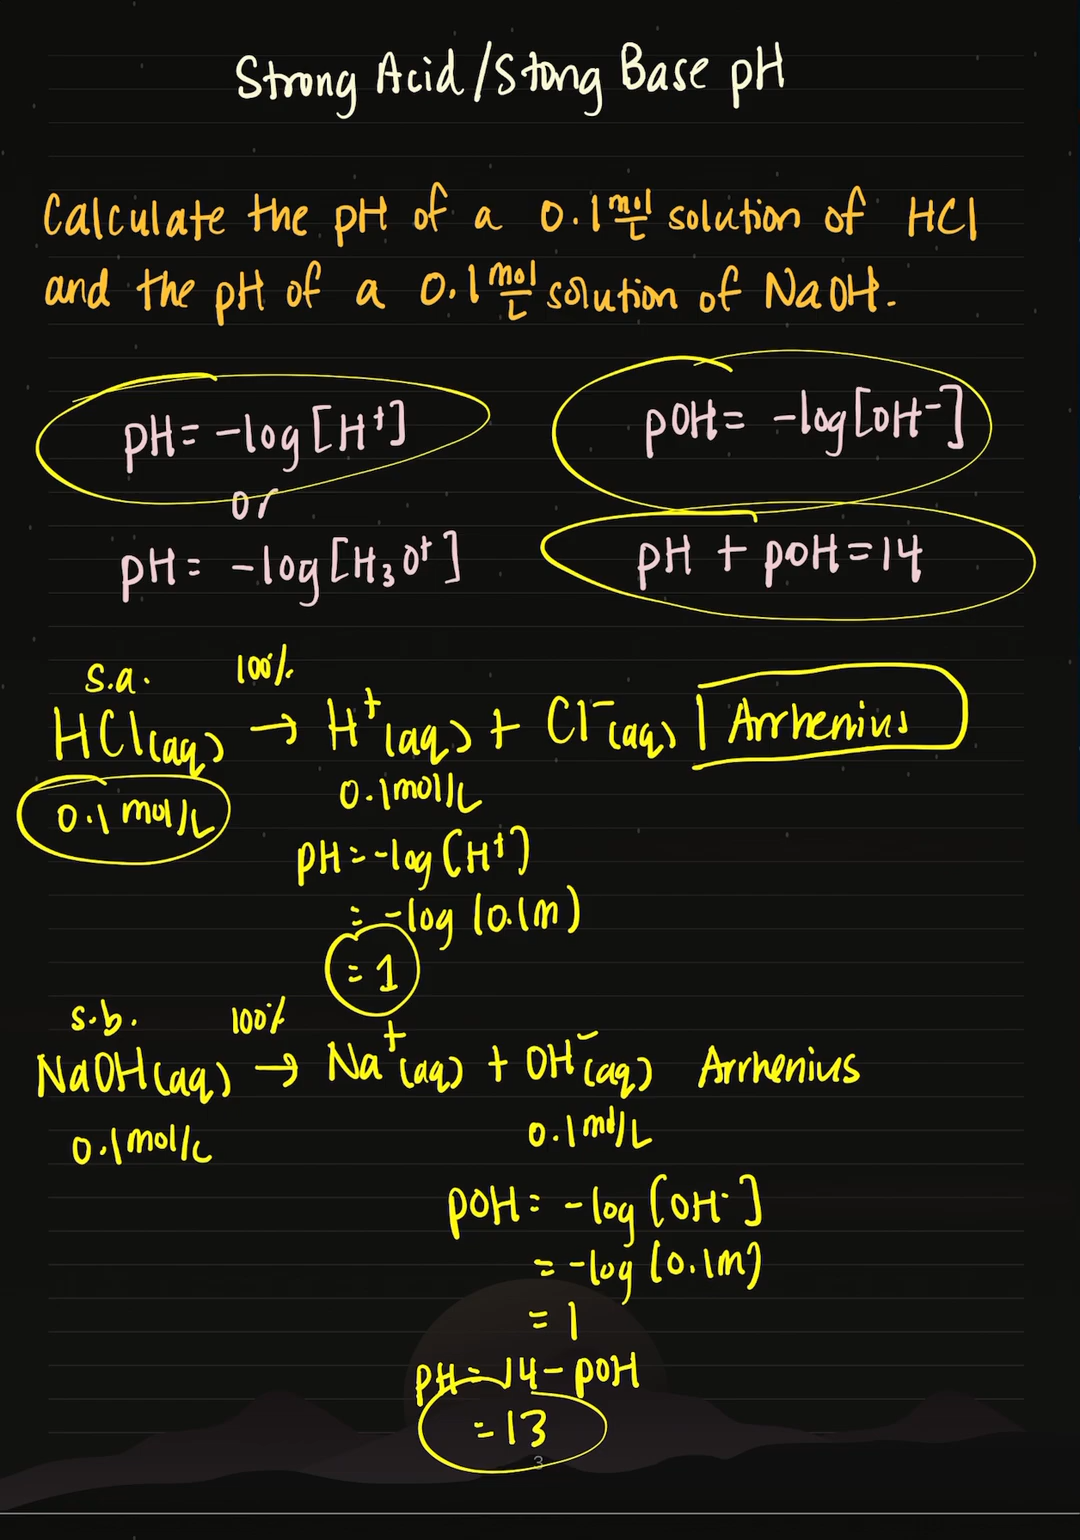 Strong Acid/Stong Base pH
Calculate the pH of a 0.1 mol/L solution of HCl
and the pH of a 0.1 mol/L solution of NaOH.
pH = -log[H⁺]
or
pH = -log[H₃O⁺]
pOH = -log[OH⁻]
pH + pOH = 14
s.a. 100%
HCl(aq) → H⁺(aq) + Cl⁻(aq) | Arrhenius
0.1 mol/L 0.1 mol/L
pH = -log(H⁺)
= -log(0.1M)
= 1
s.b. 100%
NaOH(aq) → Na⁺(aq) + OH⁻(aq) Arrhenius
0.1 mol/L 0.1 mol/L
pOH = -log[OH⁻]
= -log(0.1M)
= 1
pH = 14 - pOH
= 13
3